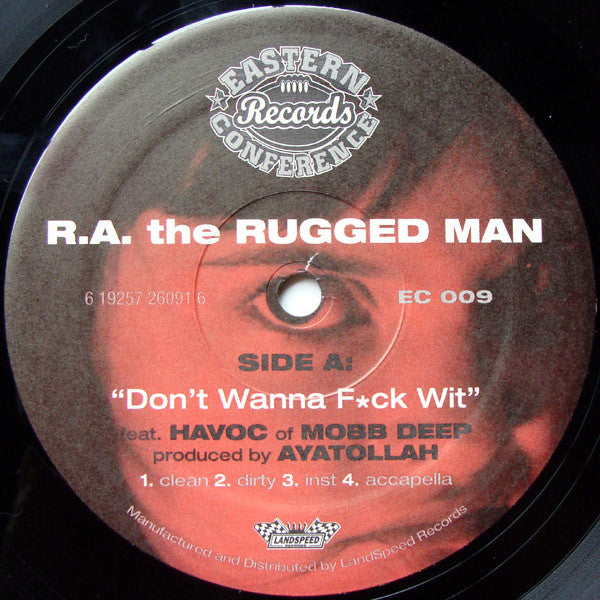 EASTERN
Records
CONFERENCE
R.A. the RUGGED MAN
6 19257 26091 6
EC 009
SIDE A:
“Don't Wanna F*ck Wit”
feat. HAVOC of MOBB DEEP
produced by AYATOLLAH
1. clean 2. dirty 3. inst 4. accapella
LANDSPEED
RECORDS
Manufactured and Distributed by LandSpeed Records